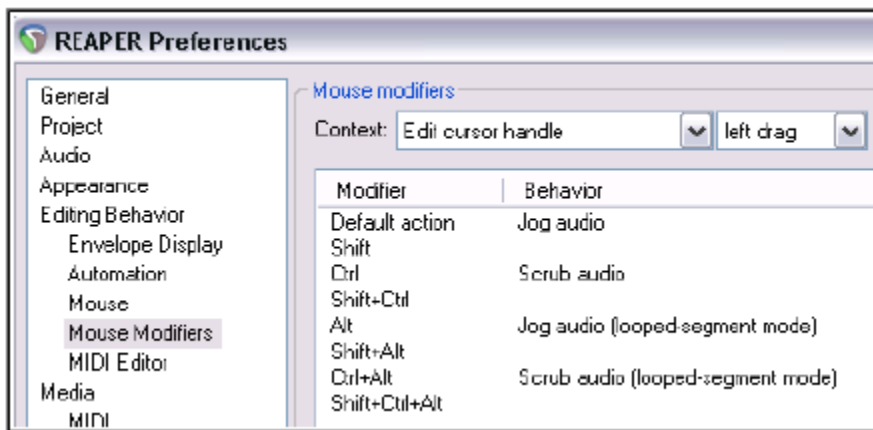 REAPER Preferences
General
Project
Audio
Appearance
Editing Behavior
Envelope Display
Automation
Mouse
Mouse Modifiers
MIDI Editor
Media
MIDI
Mouse modifiers
Context: Edit cursor handle left drag
Modifier Behavior
Default action Jog audio
Shift
Ctrl Scrub audio
Shift+Ctrl
Alt Jog audio (looped-segment mode)
Shift+Alt
Ctrl+Alt Scrub audio (looped-segment mode)
Shift+Ctrl+Alt